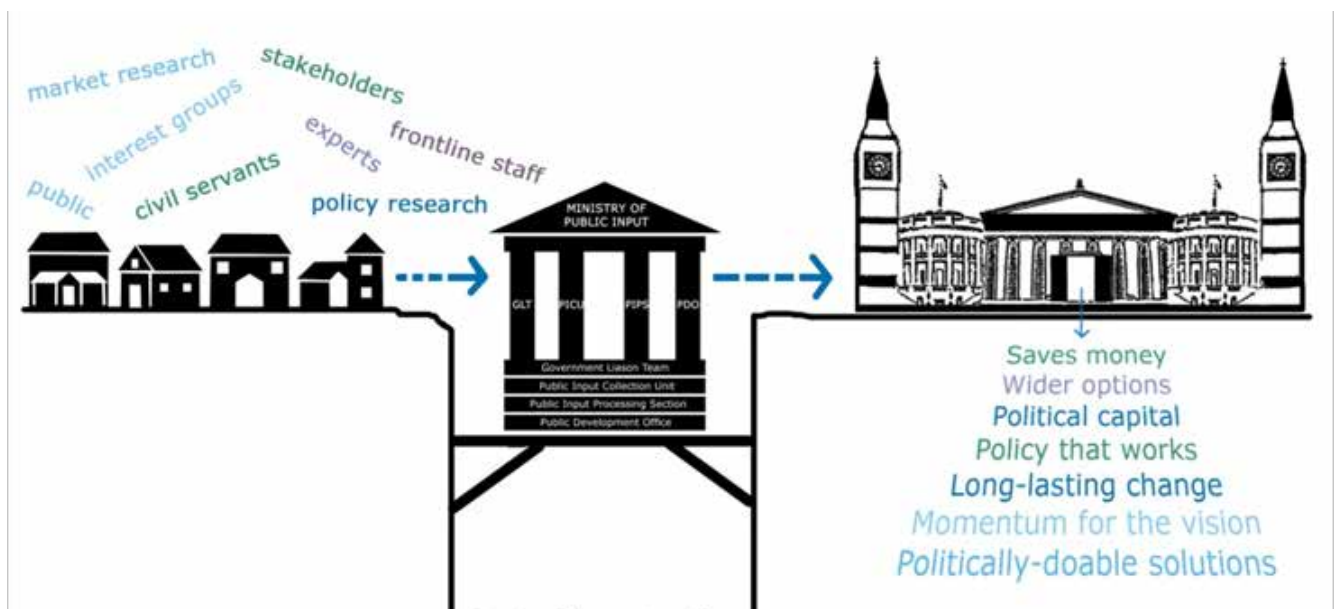 market research
stakeholders
interest groups
experts
frontline staff
public
civil servants
policy research
MINISTRY OF
PUBLIC INPUT
GLT PICU PIPS PDO
Government Liason Team
Public Input Collection Unit
Public Input Processing Section
Public Development Office
Saves money
Wider options
Political capital
Policy that works
Long-lasting change
Momentum for the vision
Politically-doable solutions